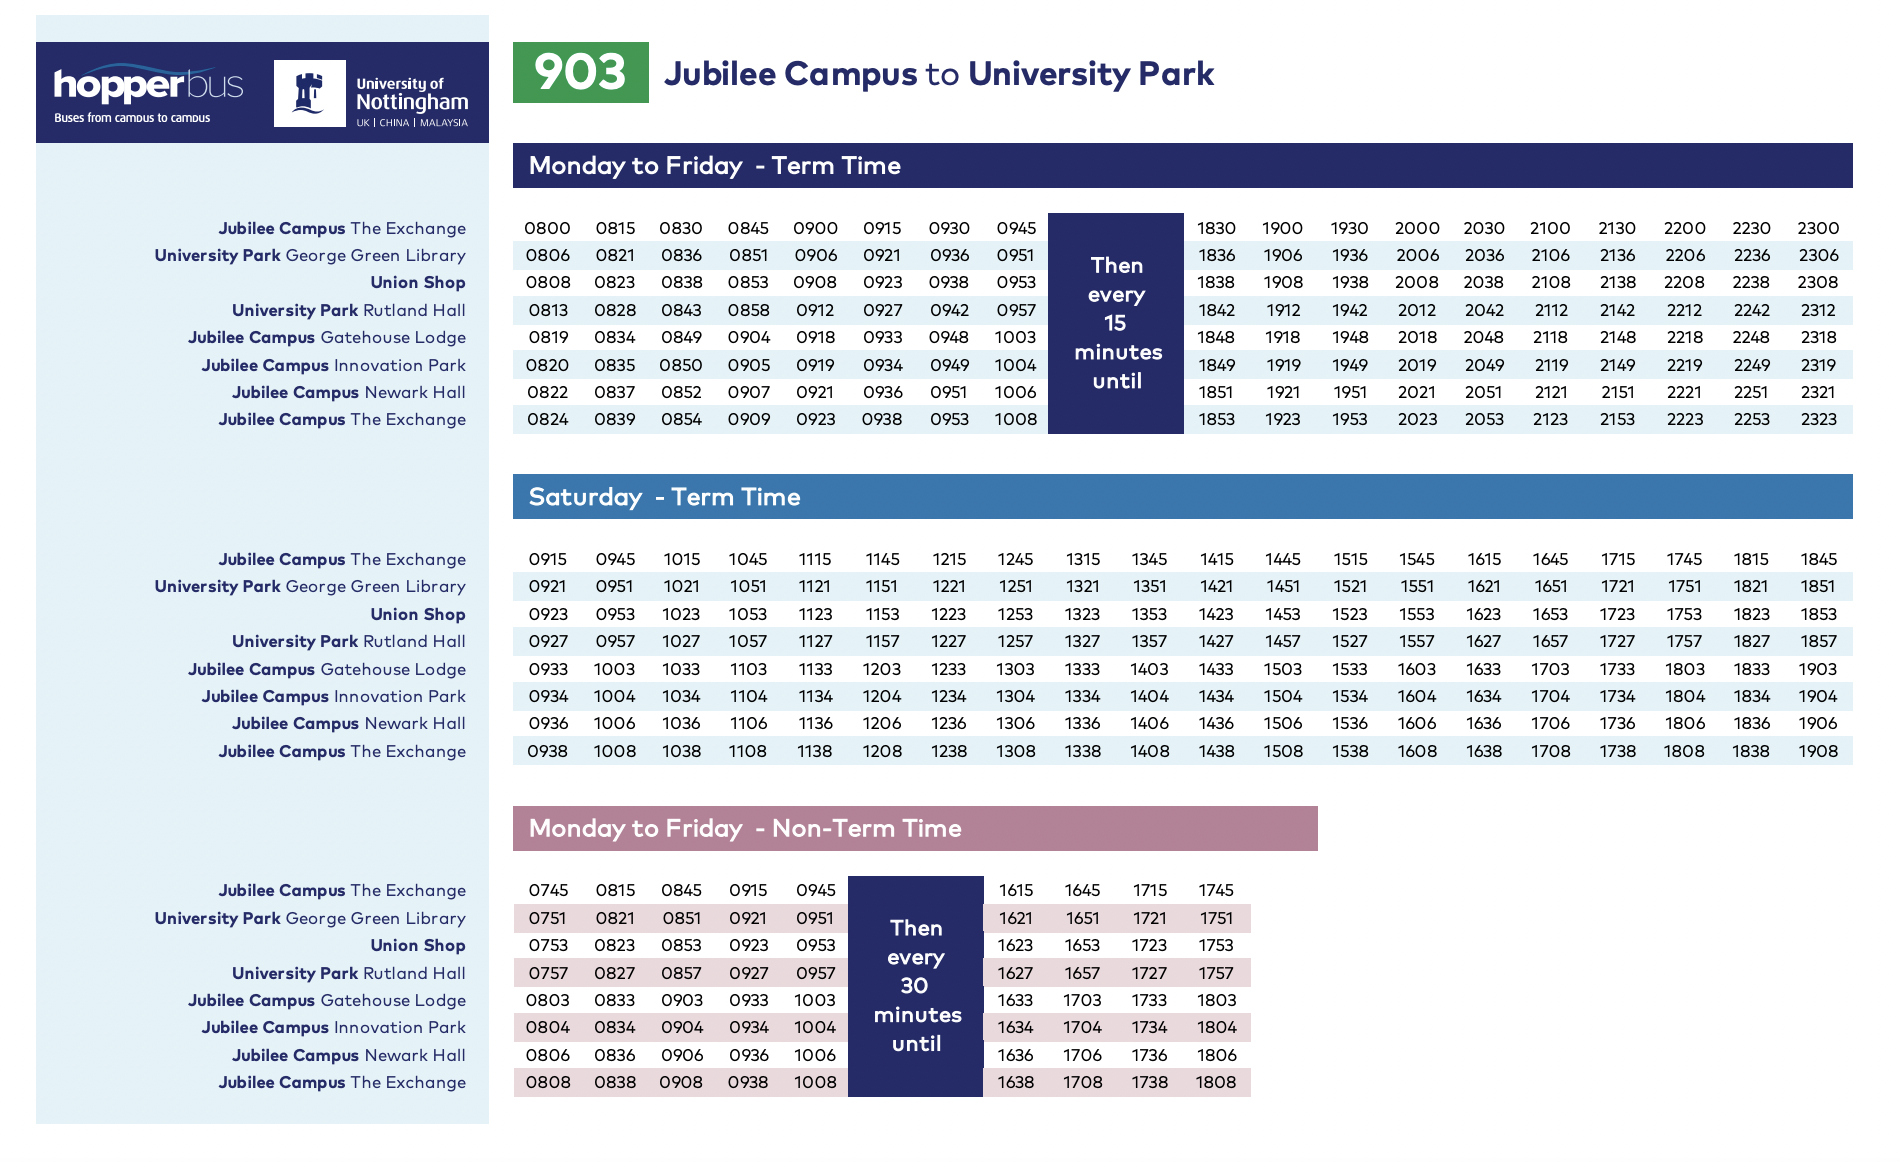 hopperbus
Buses from campus to campus
University of
Nottingham
UK | CHINA | MALAYSIA
903 Jubilee Campus to University Park
Monday to Friday - Term Time
Jubilee Campus The Exchange 0800 0815 0830 0845 0900 0915 0930 0945 1830 1900 1930 2000 2030 2100 2130 2200 2230 2300
University Park George Green Library 0806 0821 0836 0851 0906 0921 0936 0951 1836 1906 1936 2006 2036 2106 2136 2206 2236 2306
Union Shop 0808 0823 0838 0853 0908 0923 0938 0953 1838 1908 1938 2008 2038 2108 2138 2208 2238 2308
University Park Rutland Hall 0813 0828 0843 0858 0912 0927 0942 0957 1842 1912 1942 2012 2042 2112 2142 2212 2242 2312
Jubilee Campus Gatehouse Lodge 0819 0834 0849 0904 0918 0933 0948 1003 1848 1918 1948 2018 2048 2118 2148 2218 2248 2318
Jubilee Campus Innovation Park 0820 0835 0850 0905 0919 0934 0949 1004 1849 1919 1949 2019 2049 2119 2149 2219 2249 2319
Jubilee Campus Newark Hall 0822 0837 0852 0907 0921 0936 0951 1006 1851 1921 1951 2021 2051 2121 2151 2221 2251 2321
Jubilee Campus The Exchange 0824 0839 0854 0909 0923 0938 0953 1008 1853 1923 1953 2023 2053 2123 2153 2223 2253 2323
Then
every
15
minutes
until
Saturday - Term Time
Jubilee Campus The Exchange 0915 0945 1015 1045 1115 1145 1215 1245 1315 1345 1415 1445 1515 1545 1615 1645 1715 1745 1815 1845
University Park George Green Library 0921 0951 1021 1051 1121 1151 1221 1251 1321 1351 1421 1451 1521 1551 1621 1651 1721 1751 1821 1851
Union Shop 0923 0953 1023 1053 1123 1153 1223 1253 1323 1353 1423 1453 1523 1553 1623 1653 1723 1753 1823 1853
University Park Rutland Hall 0927 0957 1027 1057 1127 1157 1227 1257 1327 1357 1427 1457 1527 1557 1627 1657 1727 1757 1827 1857
Jubilee Campus Gatehouse Lodge 0933 1003 1033 1103 1133 1203 1233 1303 1333 1403 1433 1503 1533 1603 1633 1703 1733 1803 1833 1903
Jubilee Campus Innovation Park 0934 1004 1034 1104 1134 1204 1234 1304 1334 1404 1434 1504 1534 1604 1634 1704 1734 1804 1834 1904
Jubilee Campus Newark Hall 0936 1006 1036 1106 1136 1206 1236 1306 1336 1406 1436 1506 1536 1606 1636 1706 1736 1806 1836 1906
Jubilee Campus The Exchange 0938 1008 1038 1108 1138 1208 1238 1308 1338 1408 1438 1508 1538 1608 1638 1708 1738 1808 1838 1908
Monday to Friday - Non-Term Time
Jubilee Campus The Exchange 0745 0815 0845 0915 0945 1615 1645 1715 1745
University Park George Green Library 0751 0821 0851 0921 0951 1621 1651 1721 1751
Union Shop 0753 0823 0853 0923 0953 1623 1653 1723 1753
University Park Rutland Hall 0757 0827 0857 0927 0957 1627 1657 1727 1757
Jubilee Campus Gatehouse Lodge 0803 0833 0903 0933 1003 1633 1703 1733 1803
Jubilee Campus Innovation Park 0804 0834 0904 0934 1004 1634 1704 1734 1804
Jubilee Campus Newark Hall 0806 0836 0906 0936 1006 1636 1706 1736 1806
Jubilee Campus The Exchange 0808 0838 0908 0938 1008 1638 1708 1738 1808
Then
every
30
minutes
until